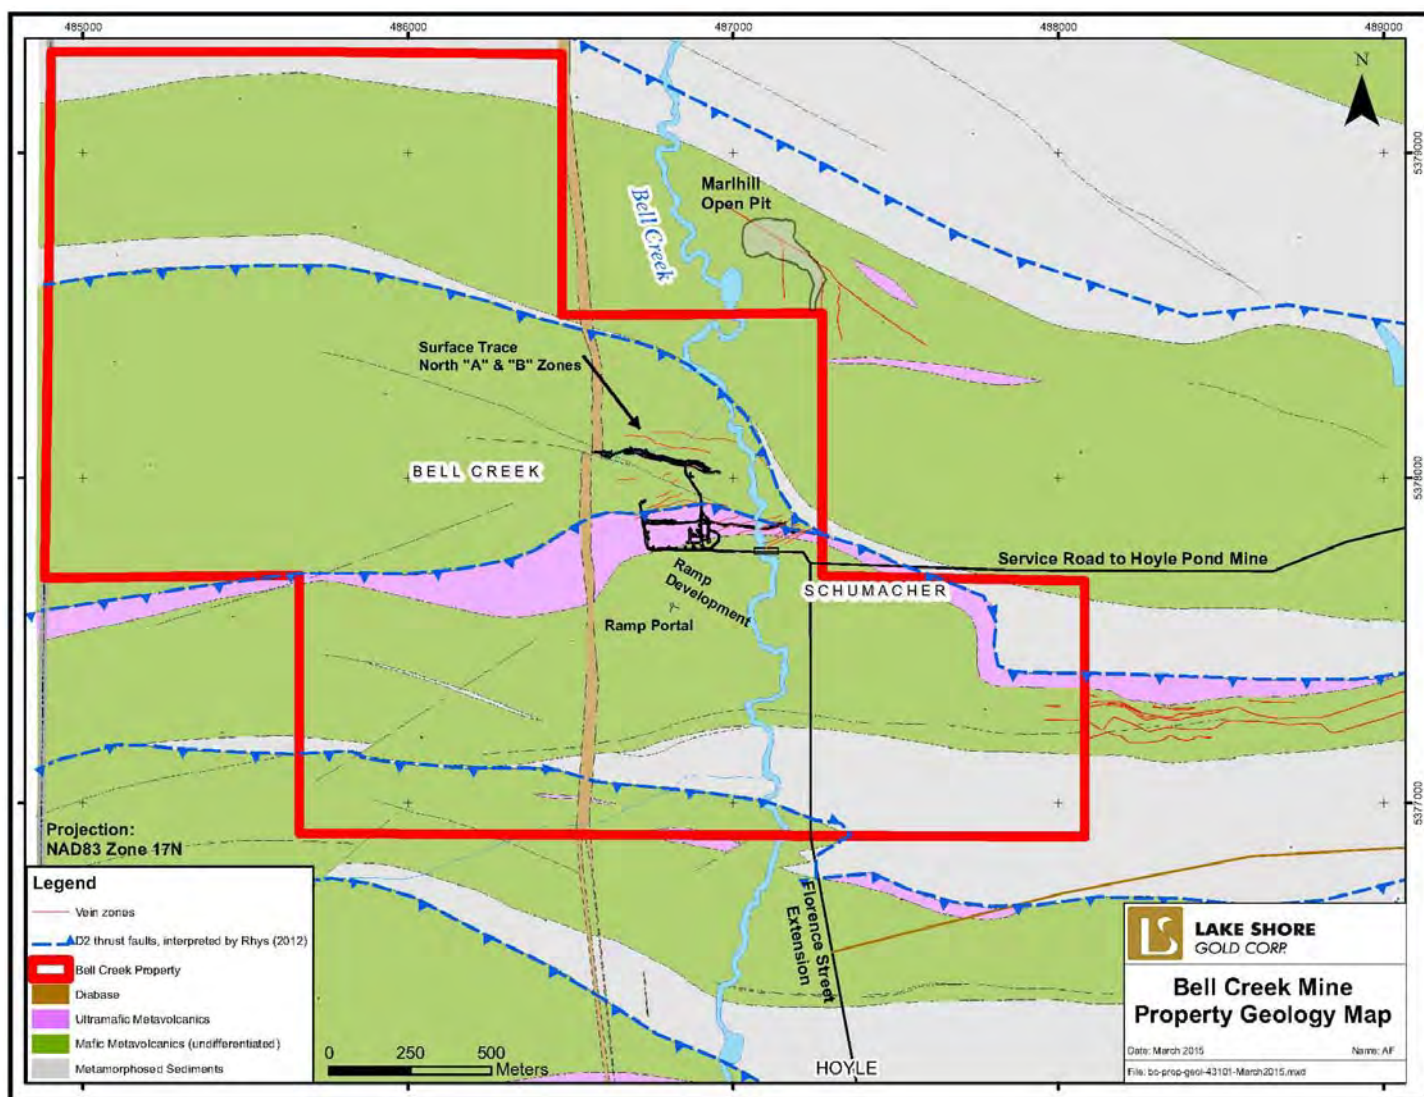 485000
486000
487000
488000
489000
N
5379000
Marlhill
Open Pit
Bell Creek
Surface Trace
North "A" & "B" Zones
BELL CREEK
5378000
Service Road to Hoyle Pond Mine
SCHUMACHER
Ramp
Development
Ramp Portal
5377000
Projection:
NAD83 Zone 17N
Legend
Vein zones
D2 thrust faults, interpreted by Rhys (2012)
Bell Creek Property
Diabase
Ultramafic Metavolcanics
Mafic Metavolcanics (undifferentiated)
Metamorphosed Sediments
0 250 500
Meters
Florence Street
Extension
HOYLE
LS
LAKE SHORE
GOLD CORP.
Bell Creek Mine
Property Geology Map
Date: March 2015
Name: AF
File: bc-prop-geol-43101-March2015.mxd